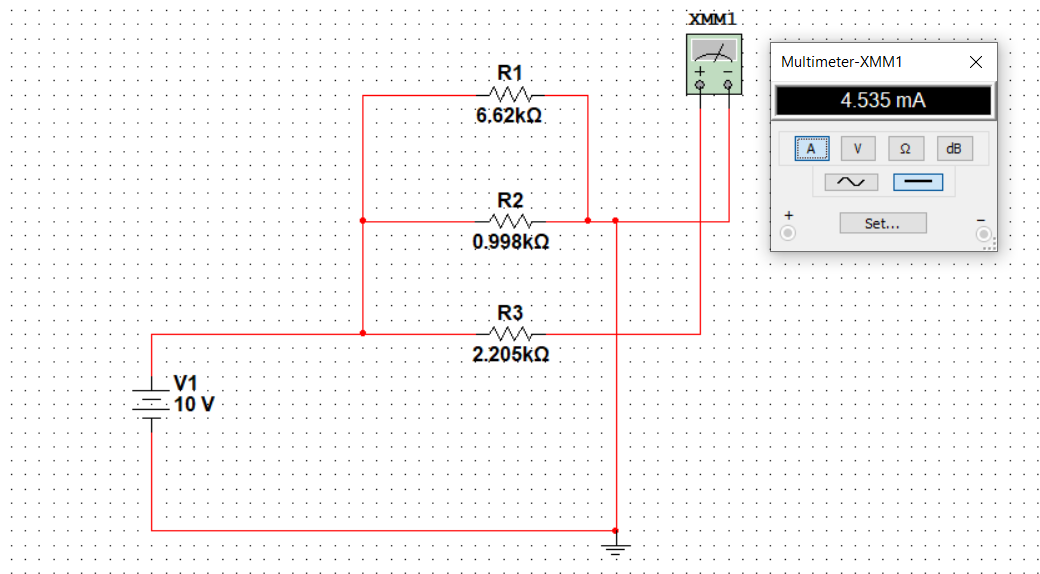 XMM1
Multimeter-XMM1
4.535 mA
A
V
Ω
dB
+
−
Set...
+
−
R1
6.62kΩ
R2
0.998kΩ
R3
2.205kΩ
V1
10 V